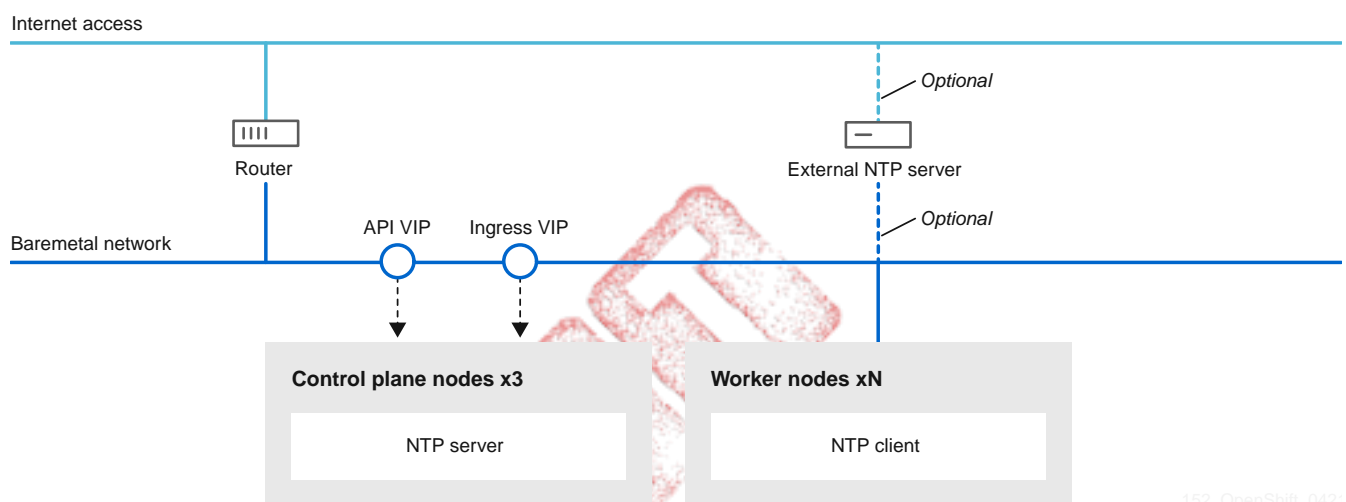 Internet access
Optional
Router
External NTP server
API VIP
Ingress VIP
Optional
Baremetal network
Control plane nodes x3
Worker nodes xN
NTP server
NTP client
152_OpenShift_042